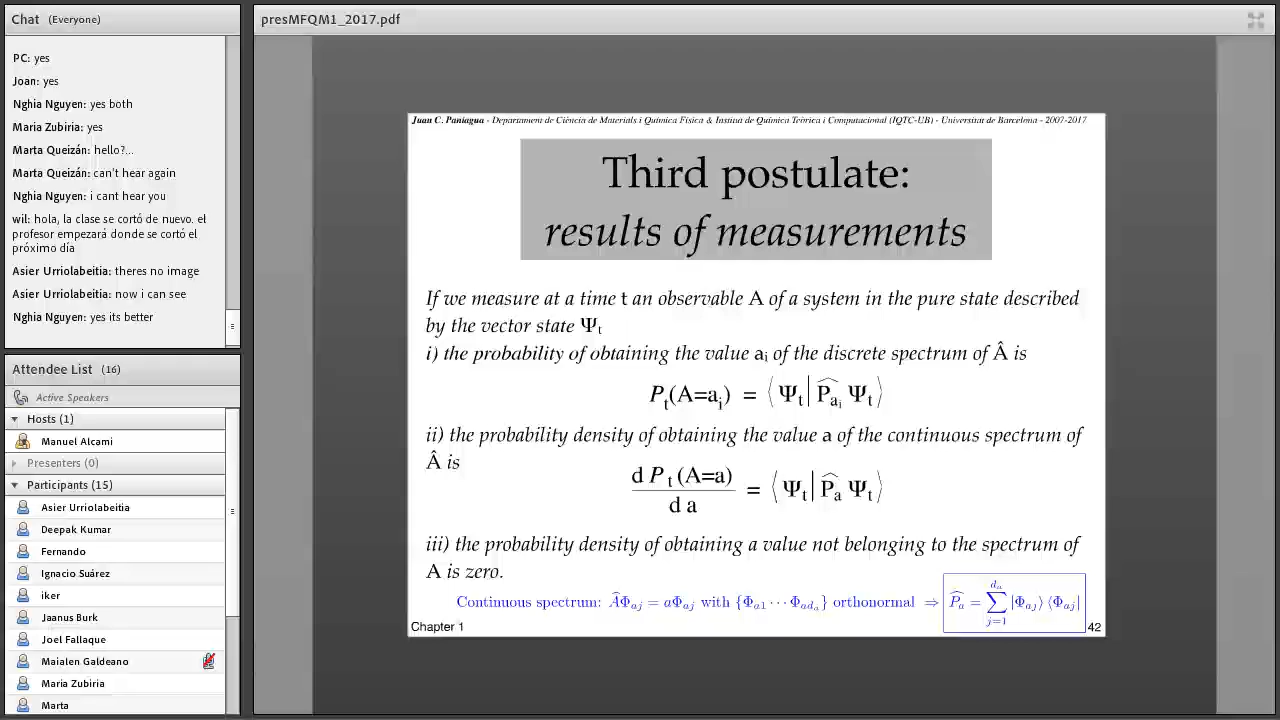 Chat (Everyone)
PC: yes
Joan: yes
Nghia Nguyen: yes both
Maria Zubiria: yes
Marta Queizán: hello?...
Marta Queizán: can't hear again
Nghia Nguyen: i cant hear you
wil: hola, la clase se cortó de nuevo. el
profesor empezará donde se cortó el
próximo día
Asier Urriolabeitia: theres no image
Asier Urriolabeitia: now i can see
Nghia Nguyen: yes its better
Attendee List (16)
Active Speakers
Hosts (1)
Manuel Alcami
Presenters (0)
Participants (15)
Asier Urriolabeitia
Deepak Kumar
Fernando
Ignacio Suárez
iker
Jaanus Burk
Joel Fallaque
Maialen Galdeano
Maria Zubiria
Marta
presMFQM1_2017.pdf
Juan C. Paniagua - Departament de Ciència de Materials i Química Física & Institut de Química Teòrica i Computacional (IQTC-UB) - Universitat de Barcelona - 2007-2017
Third postulate:
results of measurements
If we measure at a time t an observable A of a system in the pure state described
by the vector state Ψt
i) the probability of obtaining the value ai of the discrete spectrum of Â is
Pt(A=ai) = ⟨Ψt|P̂ai Ψt⟩
ii) the probability density of obtaining the value a of the continuous spectrum of
Â is
d Pt(A=a)
d a
= ⟨Ψt|P̂a Ψt⟩
iii) the probability density of obtaining a value not belonging to the spectrum of
A is zero.
Continuous spectrum: ÂΦaj = aΦaj with {Φa1 ··· Φada} orthonormal ⇒ P̂a = ∑_{j=1}^{da} |Φaj⟩⟨Φaj|
Chapter 1
42